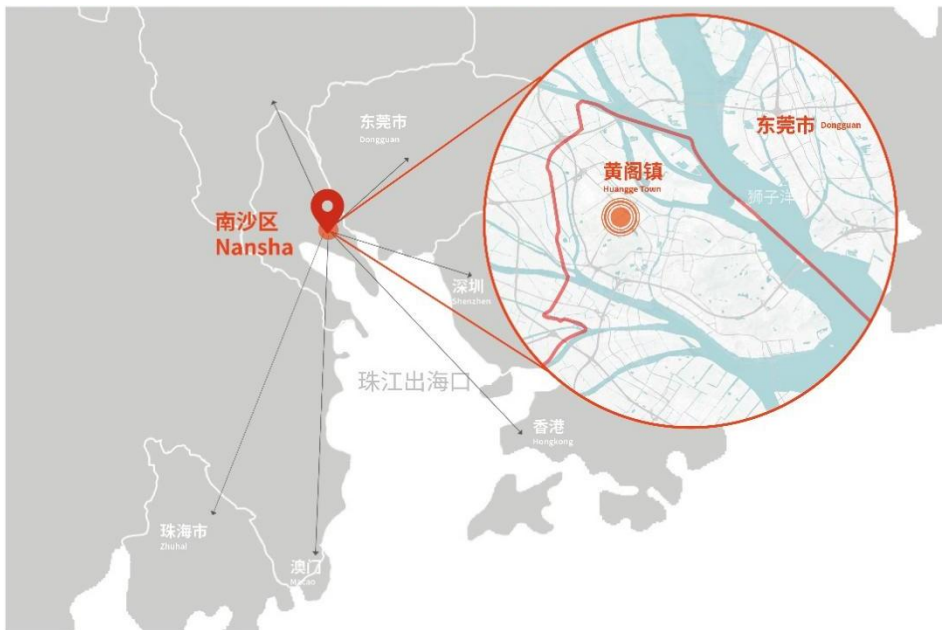 东莞市
Dongguan
南沙区
Nansha
深圳
Shenzhen
珠江出海口
香港
Hongkong
珠海市
Zhuhai
澳门
Macao
东莞市 Dongguan
黄阁镇
Huangge Town
狮子洋